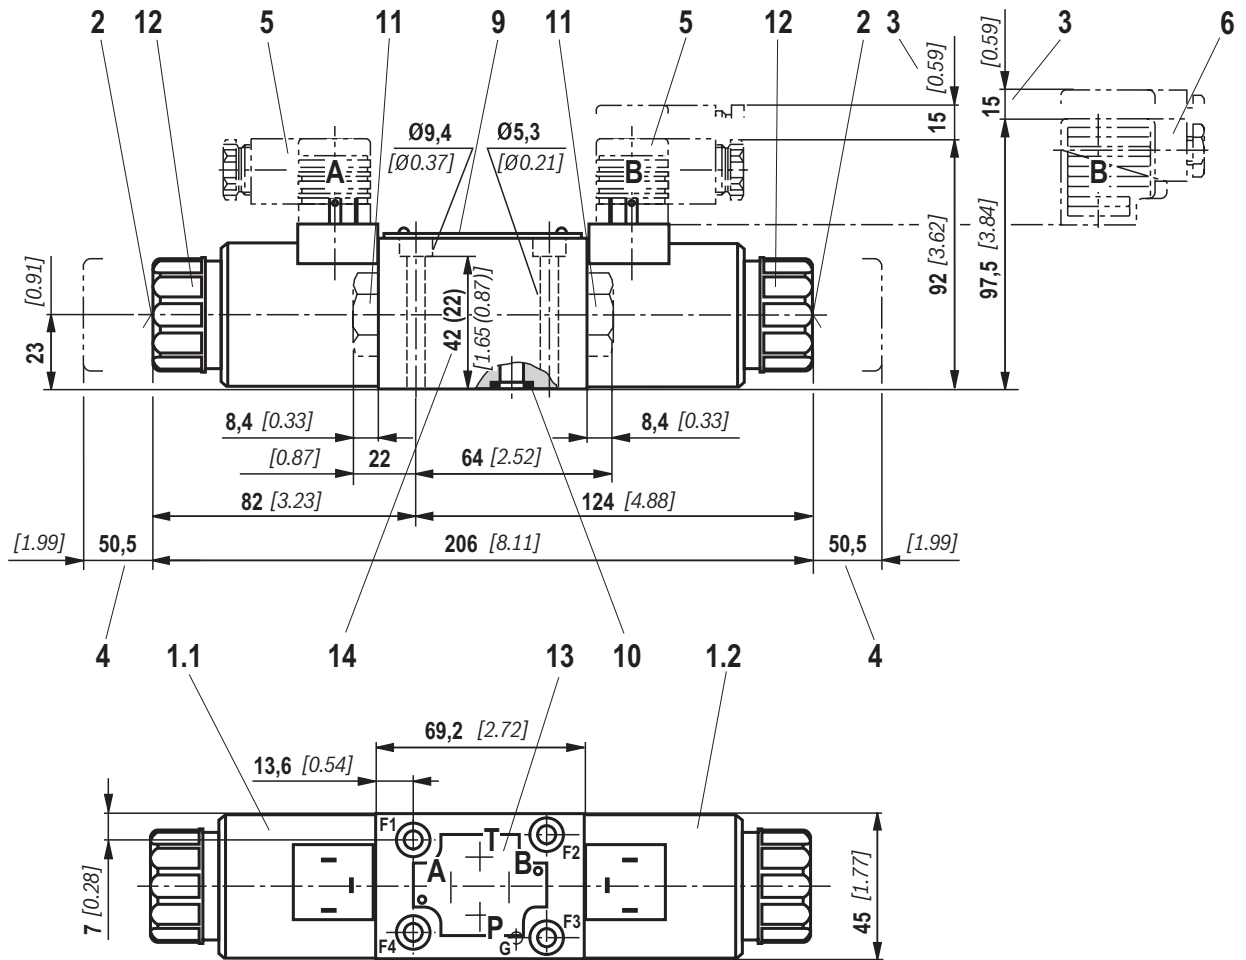 2 12 5 11 9 11 5 12 2 3 3 6
[0.59] [0.59]
15 15
Ø9,4 Ø5,3
[Ø0.37] [Ø0.21]
A B B
[0.91]
23
42 (22)
[1.65 (0.87)]
92 [3.62]
97,5 [3.84]
8,4 [0.33] 8,4 [0.33]
[0.87] 22 64 [2.52]
82 [3.23] 124 [4.88]
[1.99] 50,5 206 [8.11] 50,5 [1.99]
4 1.1 14 13 10 1.2 4
69,2 [2.72]
13,6 [0.54]
F1 T F2
A B
7 [0.28]
45 [1.77]
F4 P G F3